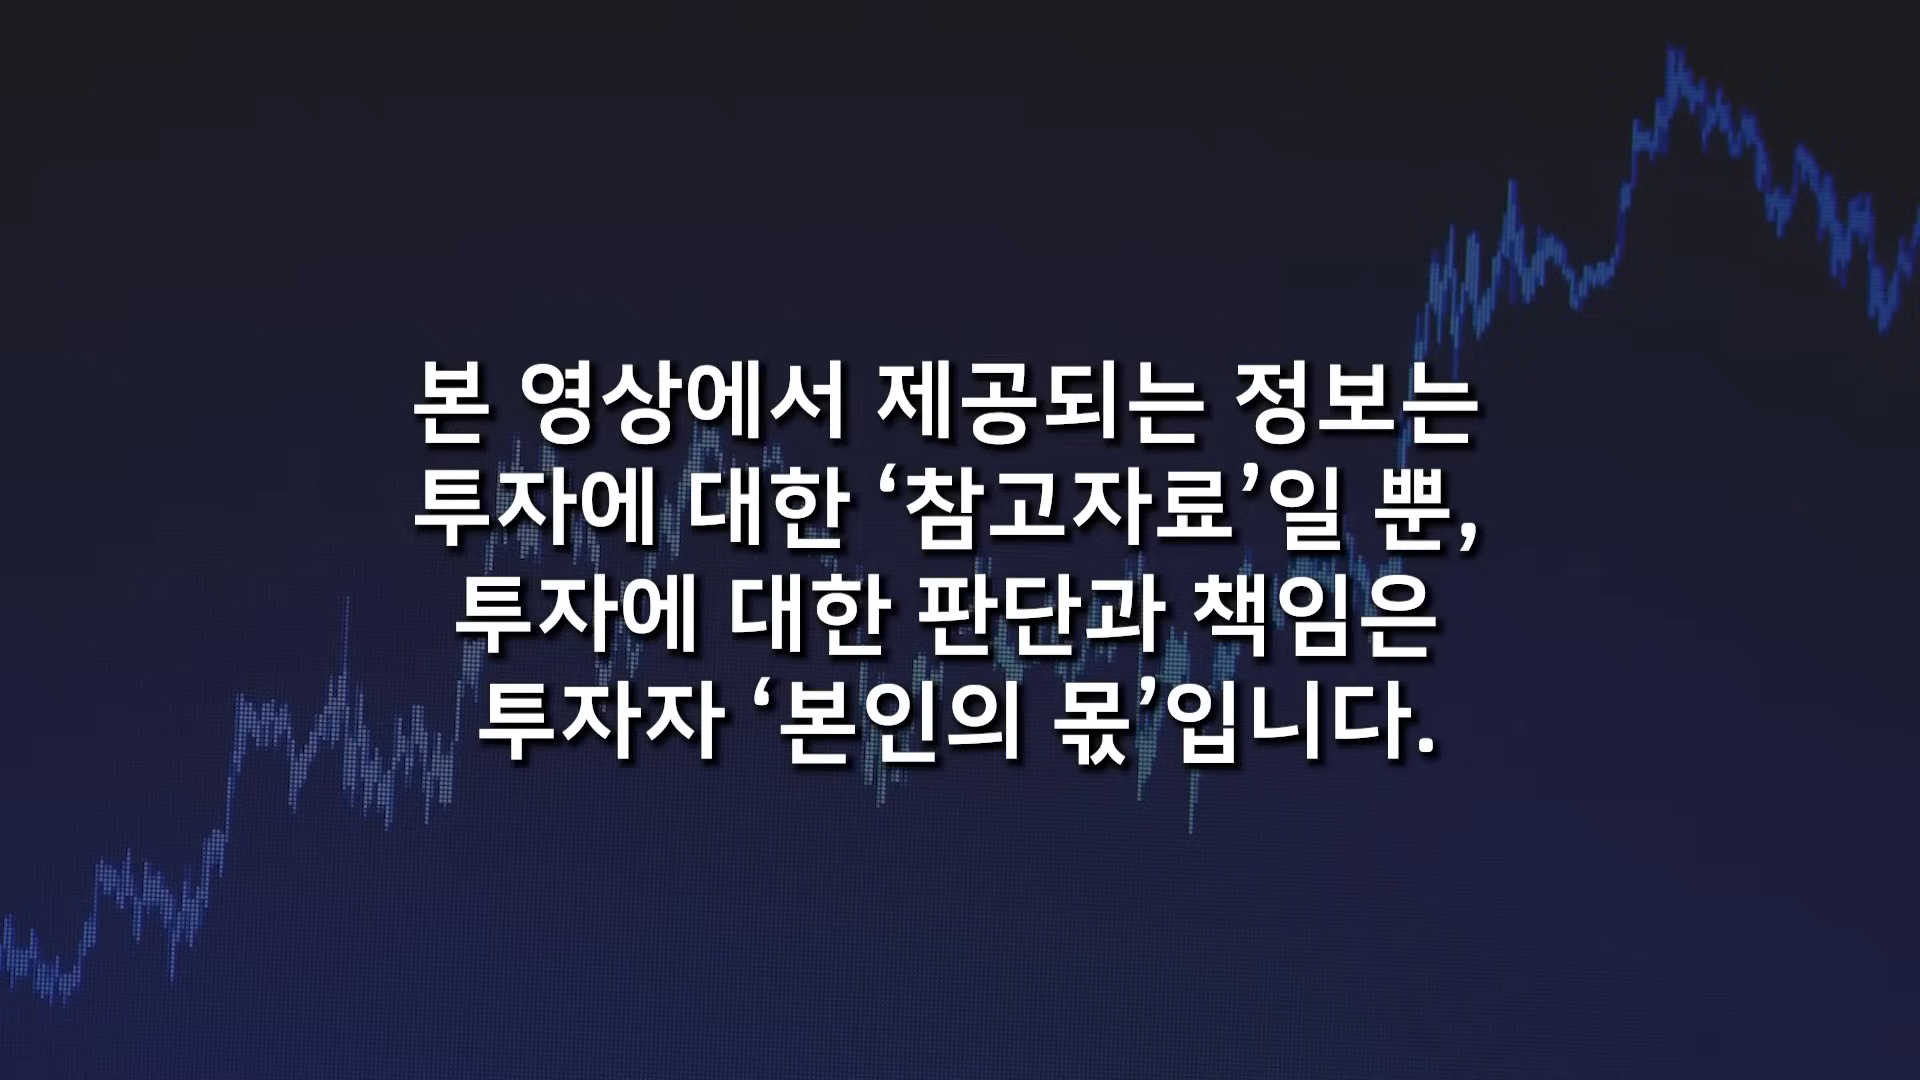 본 영상에서 제공되는 정보는
투자에 대한 ‘참고자료’일 뿐,
투자에 대한 판단과 책임은
투자자 ‘본인의 몫’입니다.